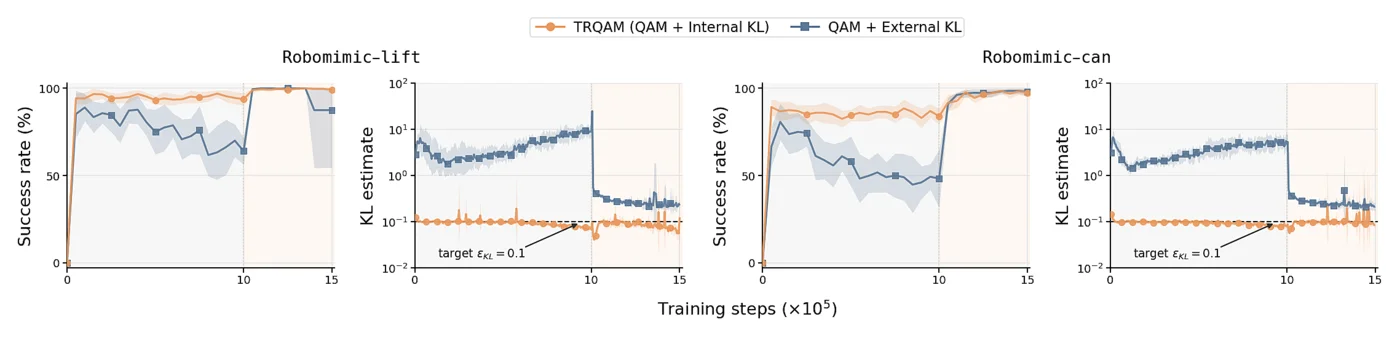 TRQAM (QAM + Internal KL) QAM + External KL
Robomimic-lift
Robomimic-can
Success rate (%)
100
50
0
0 10 15
KL estimate
10²
10¹
10⁰
10⁻¹
10⁻²
target ε_KL = 0.1
0 10 15
Success rate (%)
100
50
0
0 10 15
KL estimate
10²
10¹
10⁰
10⁻¹
10⁻²
target ε_KL = 0.1
0 10 15
Training steps (×10⁵)